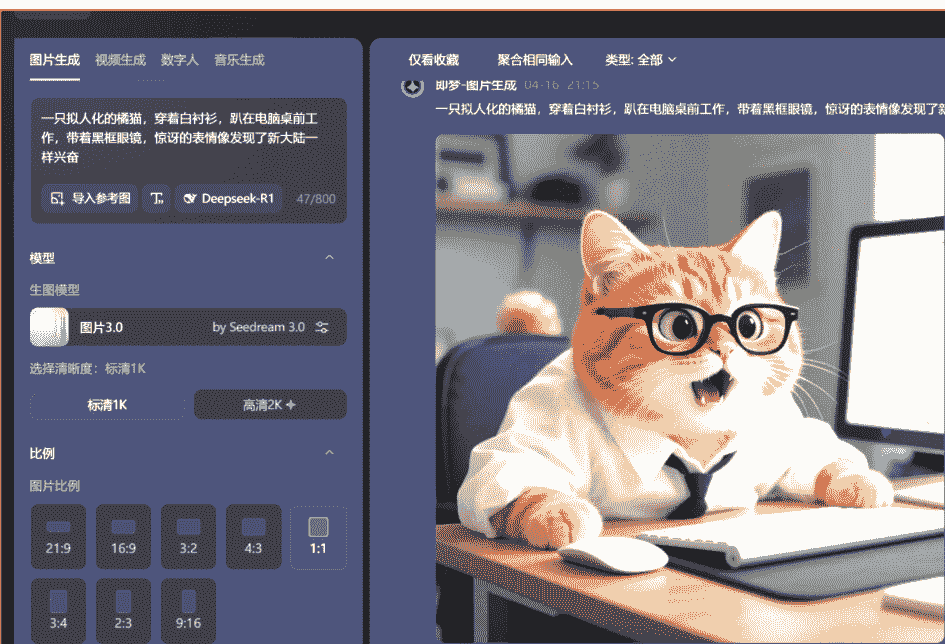 图片生成 视频生成 数字人 音乐生成
一只拟人化的橘猫，穿着白衬衫，趴在电脑桌前工
作，带着黑框眼镜，惊讶的表情像发现了新大陆一
样兴奋
导入参考图 T Deepseek-R1 47/800
模型
生图模型
图片3.0 by Seedream 3.0
选择清晰度：标清1K
标清1K 高清2K
比例
图片比例
21:9 16:9 3:2 4:3 1:1
3:4 2:3 9:16
仅看收藏 聚合相同输入 类型: 全部
即梦-图片生成 04-16 21:15
一只拟人化的橘猫，穿着白衬衫，趴在电脑桌前工作，带着黑框眼镜，惊讶的表情像发现了新